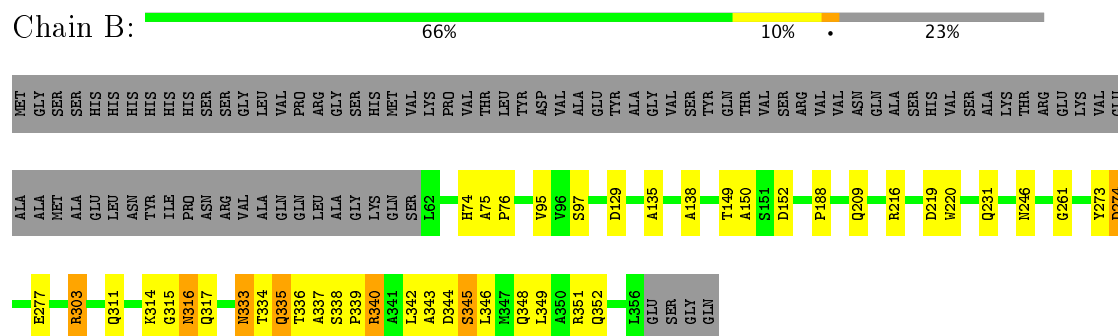 Chain B:
66% 10% • 23%
MET GLY SER SER HIS HIS HIS HIS HIS HIS SER SER GLY LEU VAL PRO ARG GLY SER HIS MET VAL LYS PRO VAL THR LEU TYR ASP VAL ALA GLU TYR ALA GLY VAL SER TYR GLN THR VAL SER ARG VAL VAL ASN GLN ALA SER HIS VAL SER ALA LYS THR ARG GLU LYS VAL GLU
ALA ALA MET ALA GLU LEU ASN TYR ILE PRO ASN ARG VAL ALA GLN GLN LEU ALA GLY LYS GLN SER L62 H74 A75 P76 V95 V96 S97 D129 A135 A138 T149 A150 S151 D152 P188 Q209 R216 D219 W220 Q231 N246 G261 Y273 D274
E277 R303 Q311 K314 G315 N316 Q317 N333 T334 Q335 T336 A337 S338 P339 R340 A341 L342 A343 D344 S345 L346 M347 Q348 L349 A350 R351 Q352 L356 GLU SER GLY GLN